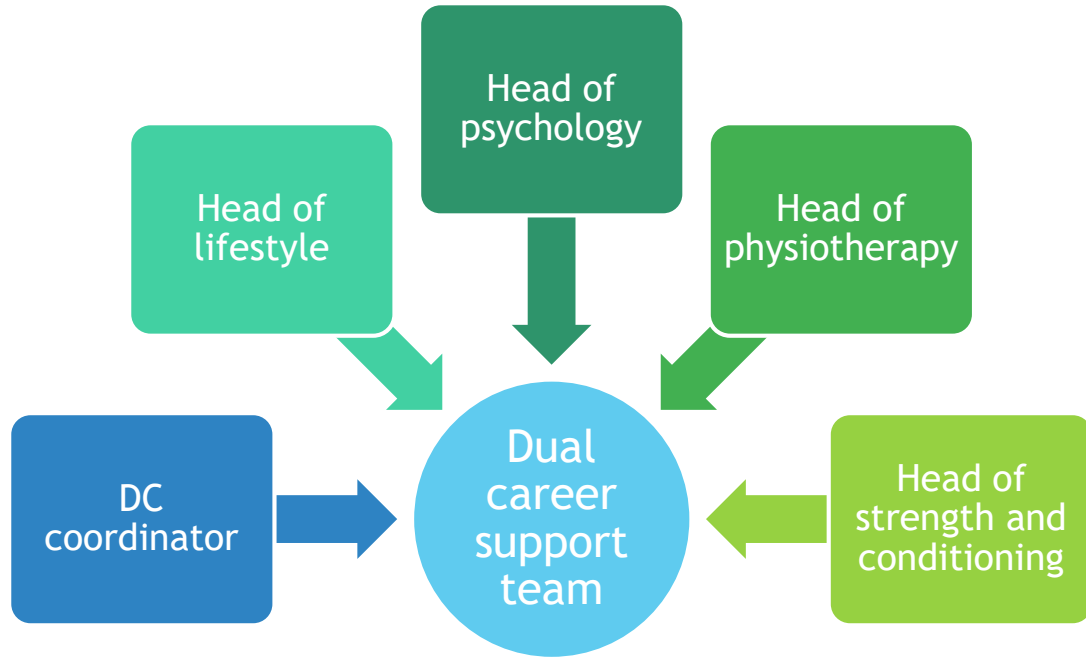 Head of
psychology
Head of
lifestyle
Head of
physiotherapy
DC
coordinator
Dual
career
support
team
Head of
strength and
conditioning